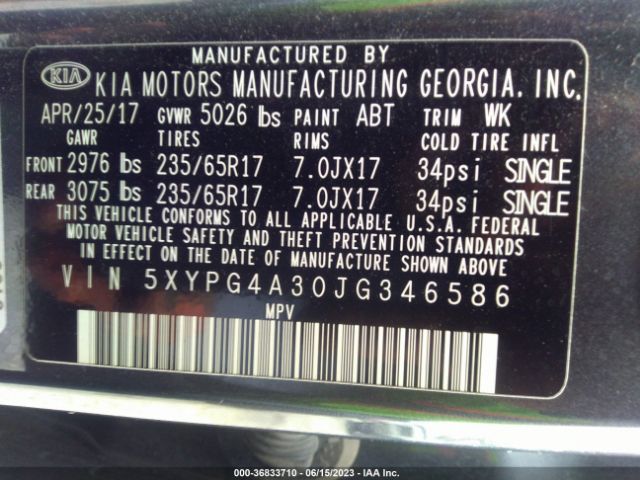 MANUFACTURED BY
KIA KIA MOTORS MANUFACTURING GEORGIA. INC.
APR/25/17 GVWR 5026 lbs PAINT ABT TRIM WK
GAWR TIRES RIMS COLD TIRE INFL
FRONT 2976 lbs 235/65R17 7.0JX17 34psi SINGLE
REAR 3075 lbs 235/65R17 7.0JX17 34psi SINGLE
THIS VEHICLE CONFORMS TO ALL APPLICABLE U.S.A. FEDERAL
MOTOR VEHICLE SAFETY AND THEFT PREVENTION STANDARDS
IN EFFECT ON THE DATE OF MANUFACTURE SHOWN ABOVE
VIN 5XYPG4A30JG346586
MPV
000-36833710 - 06/15/2023 - IAA Inc.